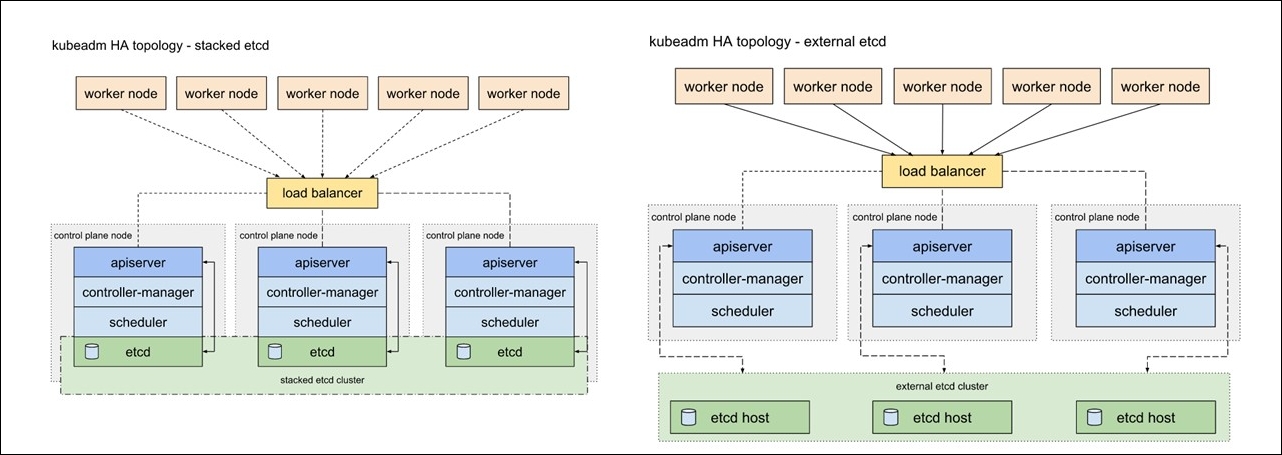 kubeadm HA topology - stacked etcd
worker node
worker node
worker node
worker node
worker node
load balancer
control plane node
apiserver
controller-manager
scheduler
etcd
control plane node
apiserver
controller-manager
scheduler
etcd
control plane node
apiserver
controller-manager
scheduler
etcd
stacked etcd cluster
kubeadm HA topology - external etcd
worker node
worker node
worker node
worker node
worker node
load balancer
control plane node
apiserver
controller-manager
scheduler
control plane node
apiserver
controller-manager
scheduler
control plane node
apiserver
controller-manager
scheduler
external etcd cluster
etcd host
etcd host
etcd host